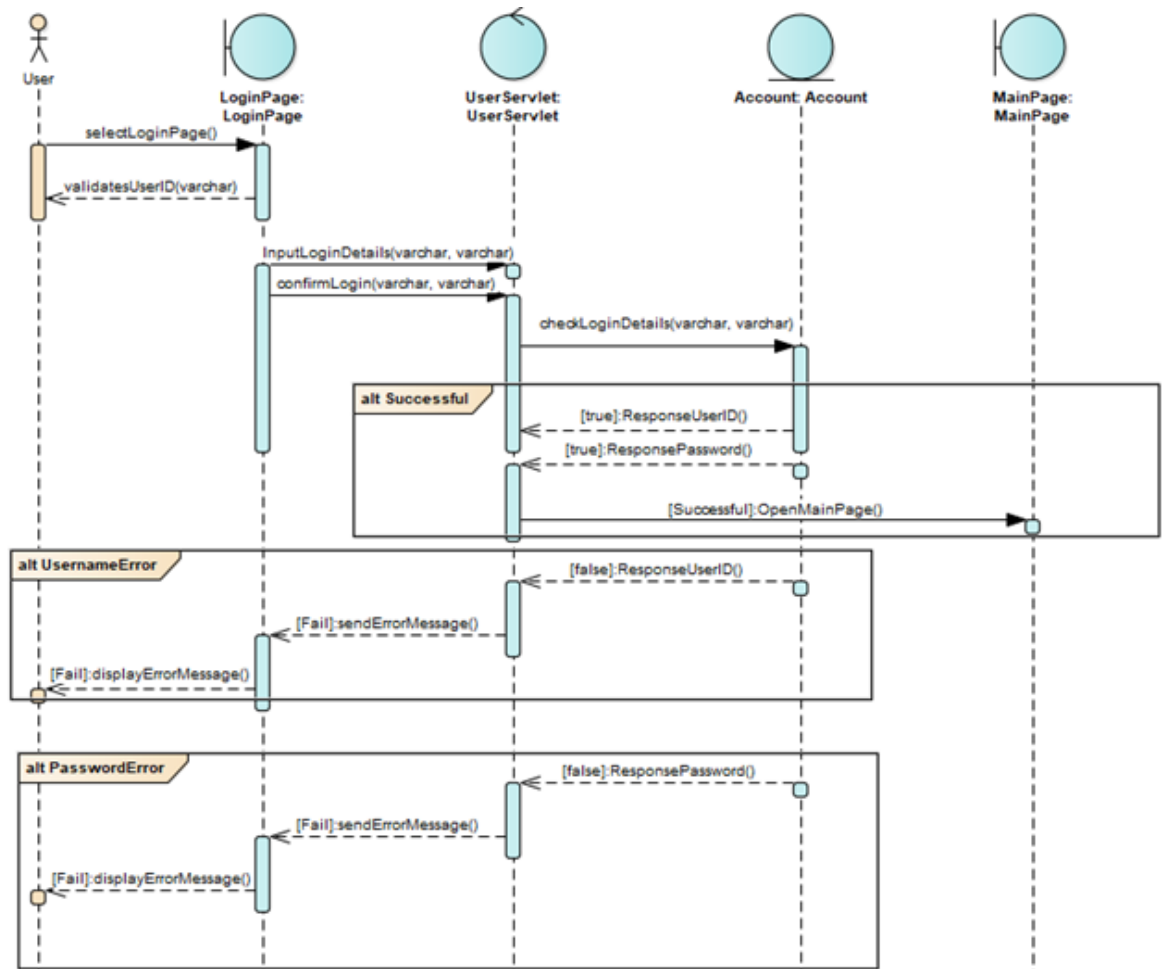 User
LoginPage:
LoginPage
UserServlet:
UserServlet
Account: Account
MainPage:
MainPage
selectLoginPage()
validatesUserID(varchar)
InputLoginDetails(varchar, varchar)
confirmLogin(varchar, varchar)
checkLoginDetails(varchar, varchar)
alt Successful
[true]:ResponseUserID()
[true]:ResponsePassword()
[Successful]:OpenMainPage()
alt UsernameError
[false]:ResponseUserID()
[Fail]:sendErrorMessage()
[Fail]:displayErrorMessage()
alt PasswordError
[false]:ResponsePassword()
[Fail]:sendErrorMessage()
[Fail]:displayErrorMessage()